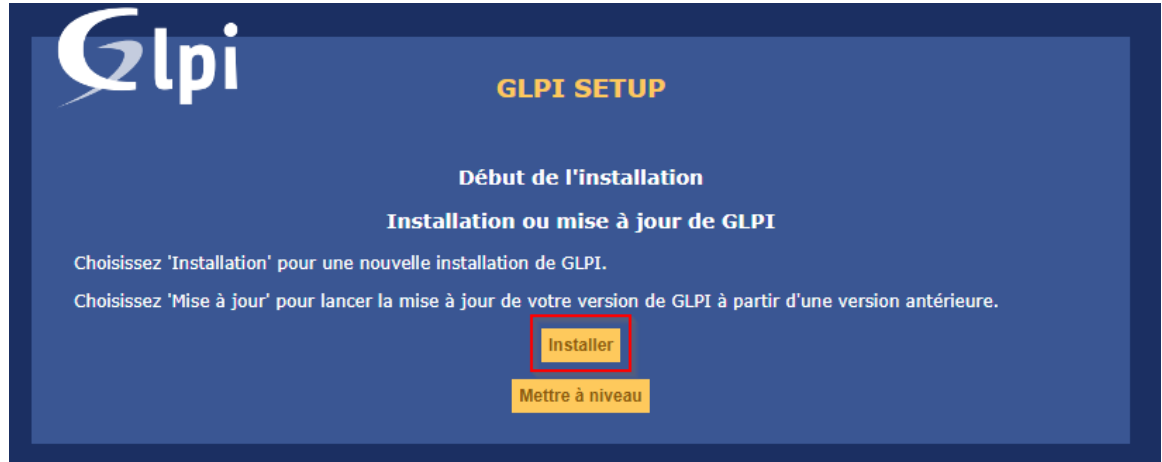 Glpi
GLPI SETUP
Début de l'installation
Installation ou mise à jour de GLPI
Choisissez 'Installation' pour une nouvelle installation de GLPI.
Choisissez 'Mise à jour' pour lancer la mise à jour de votre version de GLPI à partir d'une version antérieure.
Installer
Mettre à niveau